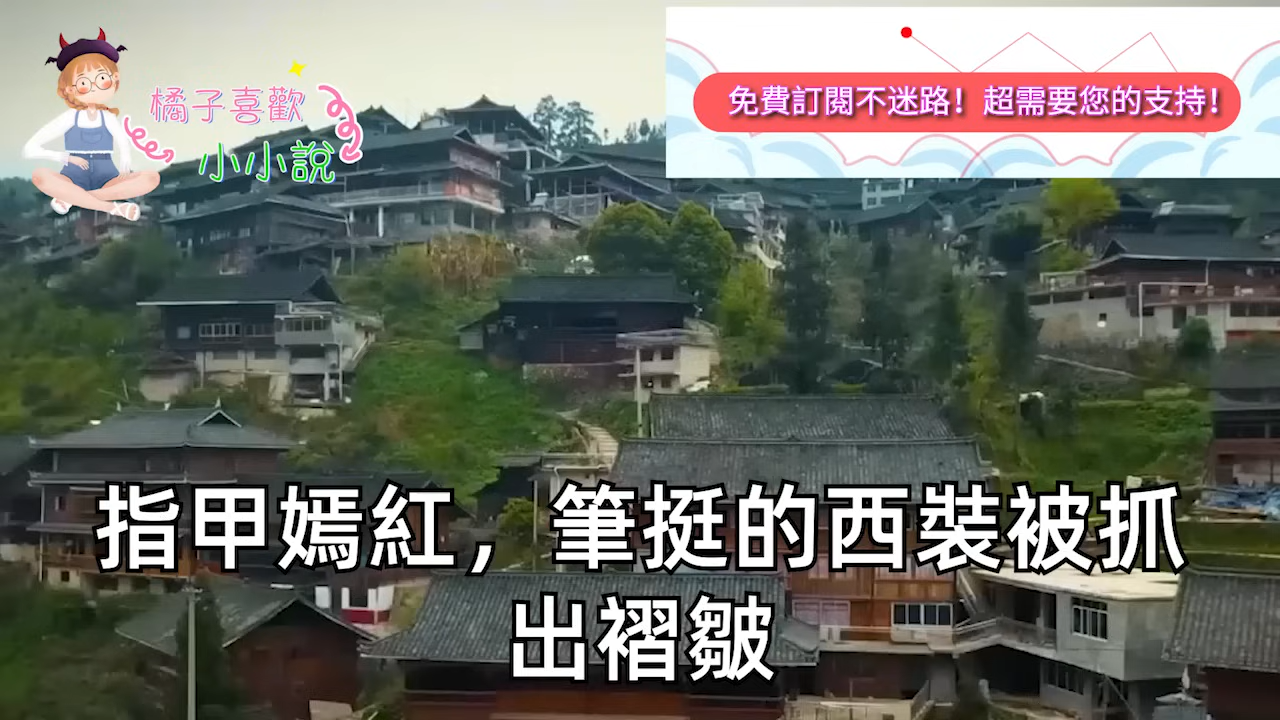 橘子喜歡
小小說
免費訂閱不迷路！超需要您的支持！
指甲嫣紅，筆挺的西裝被抓
出褶皺